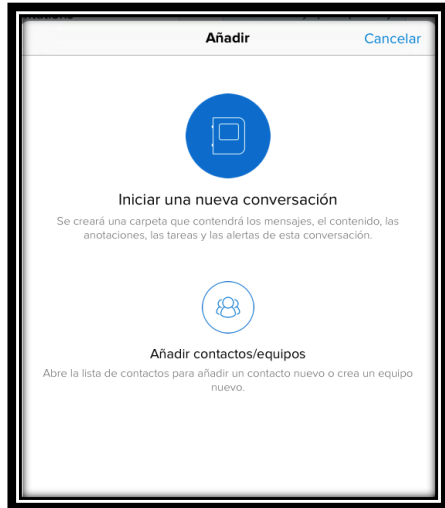 Añadir
Cancelar
Iniciar una nueva conversación
Se creará una carpeta que contendrá los mensajes, el contenido, las
anotaciones, las tareas y las alertas de esta conversación.
Añadir contactos/equipos
Abre la lista de contactos para añadir un contacto nuevo o crea un equipo
nuevo.